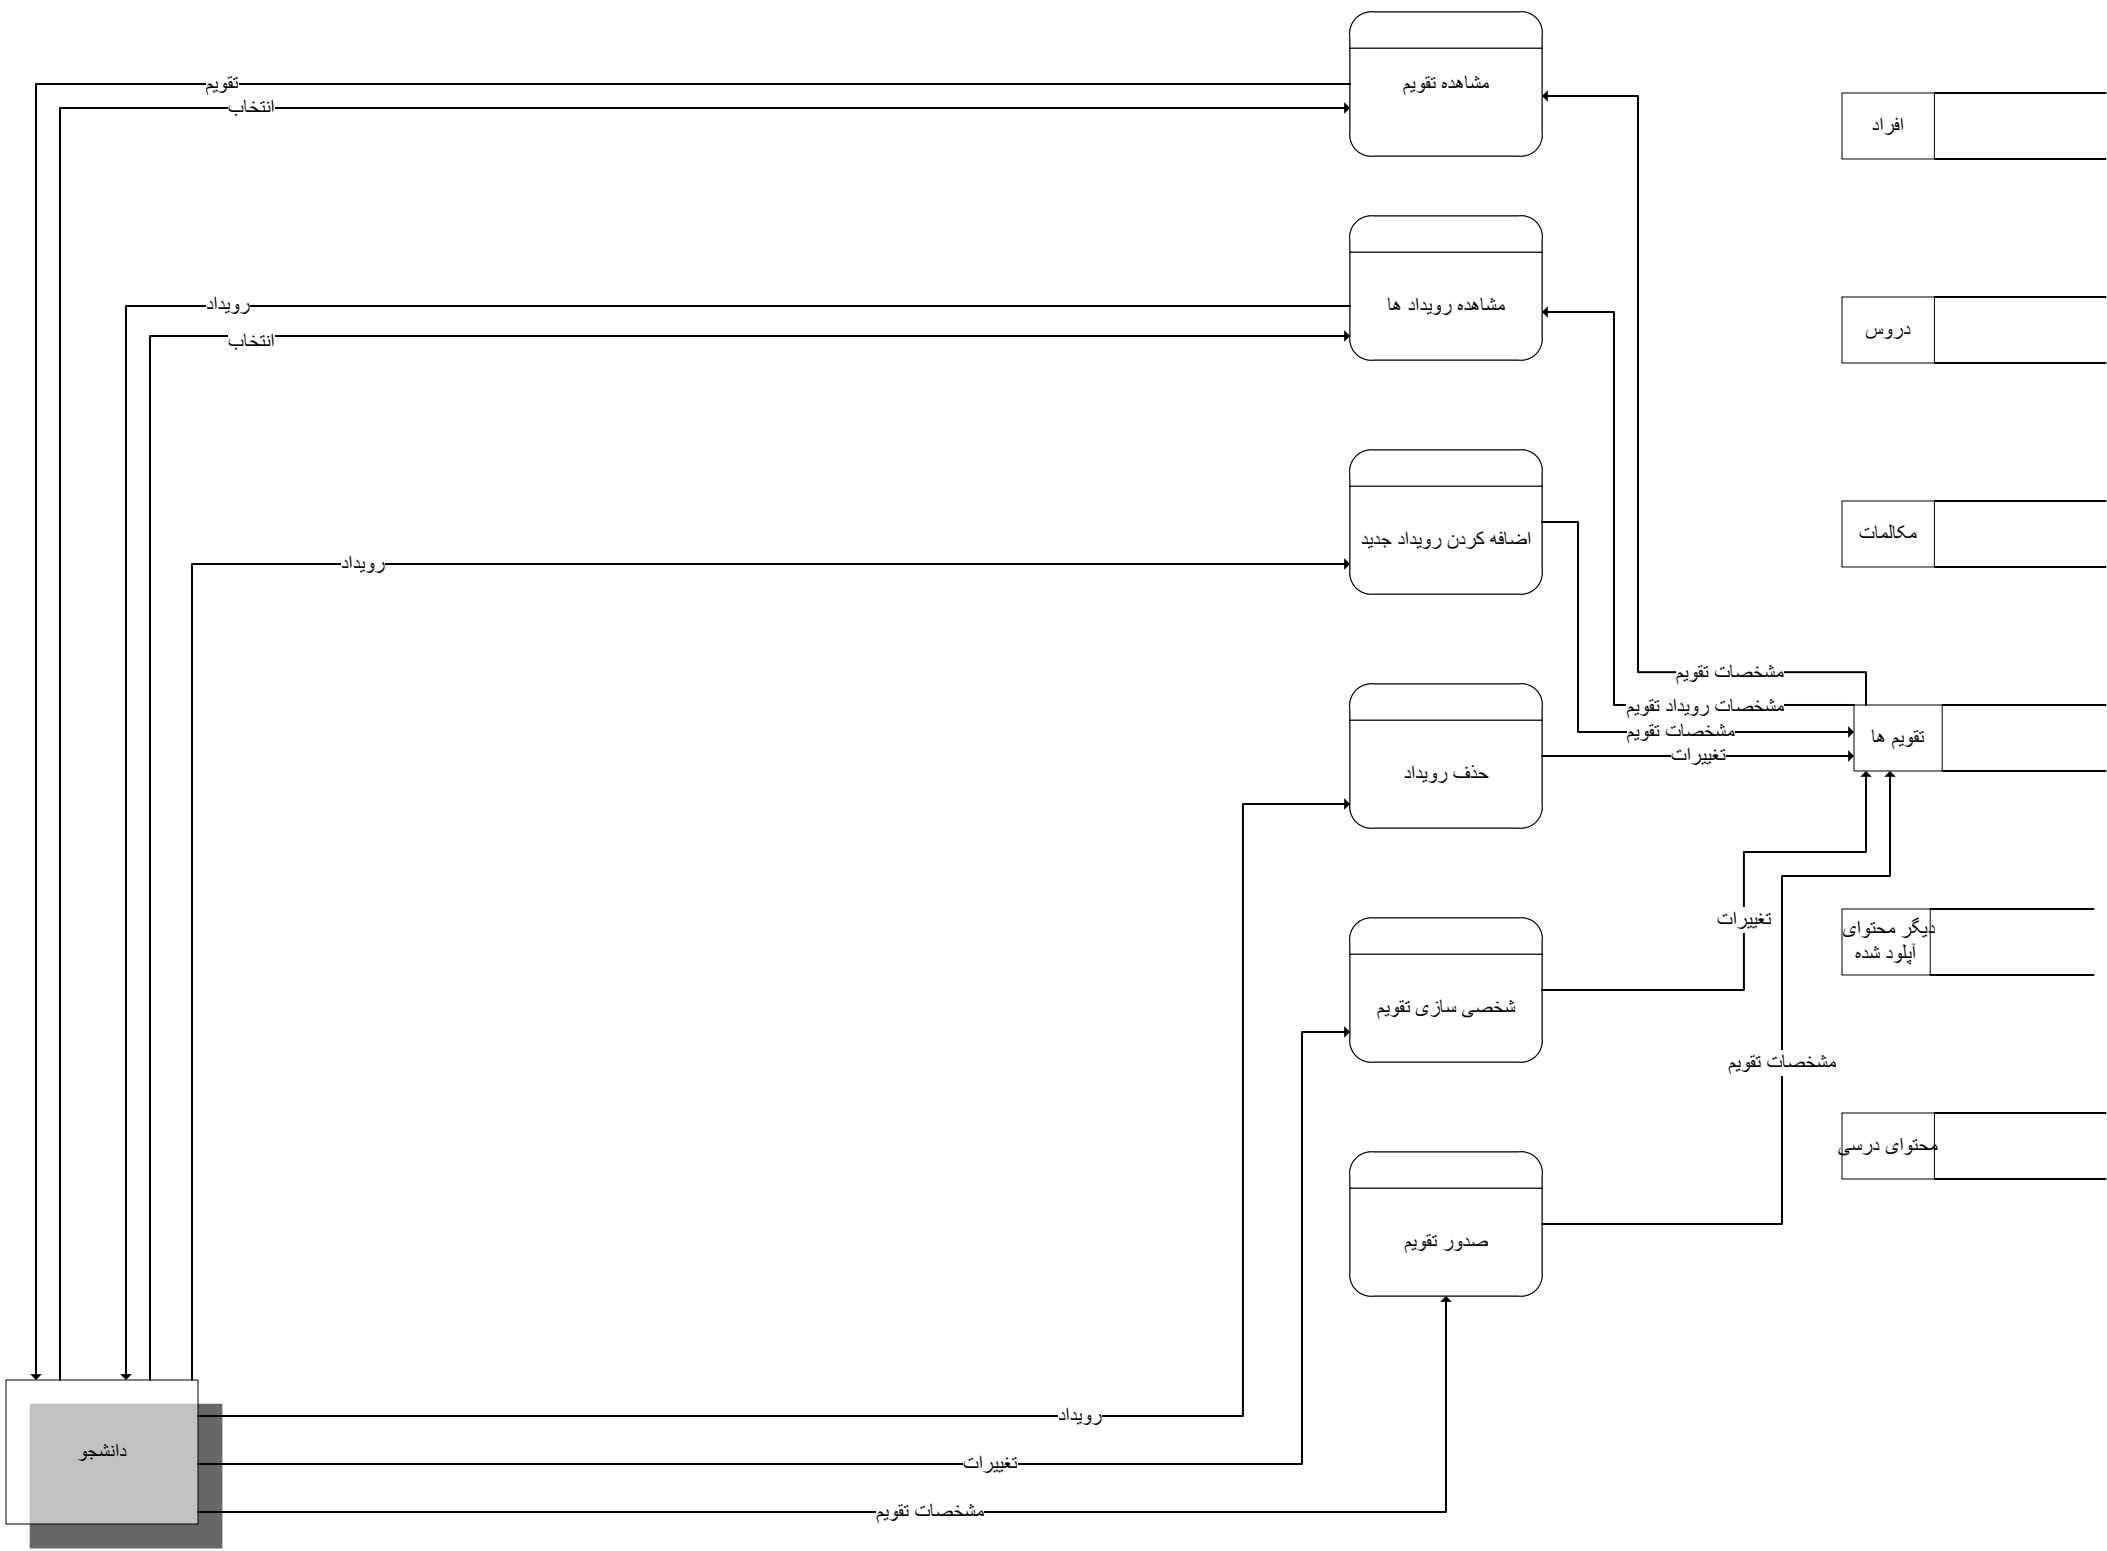 تقویم
انتخاب
مشاهده تقویم
افراد
رویداد
انتخاب
مشاهده رویداد ها
دروس
رویداد
اضافه کردن رویداد جدید
مکالمات
مشخصات تقویم
مشخصات رویداد تقویم
مشخصات تقویم
تغییرات
تقویم ها
حذف رویداد
تغییرات
دیگر محتوای
آپلود شده
شخصی سازی تقویم
مشخصات تقویم
محتوای درسی
صدور تقویم
رویداد
دانشجو
تغییرات
مشخصات تقویم